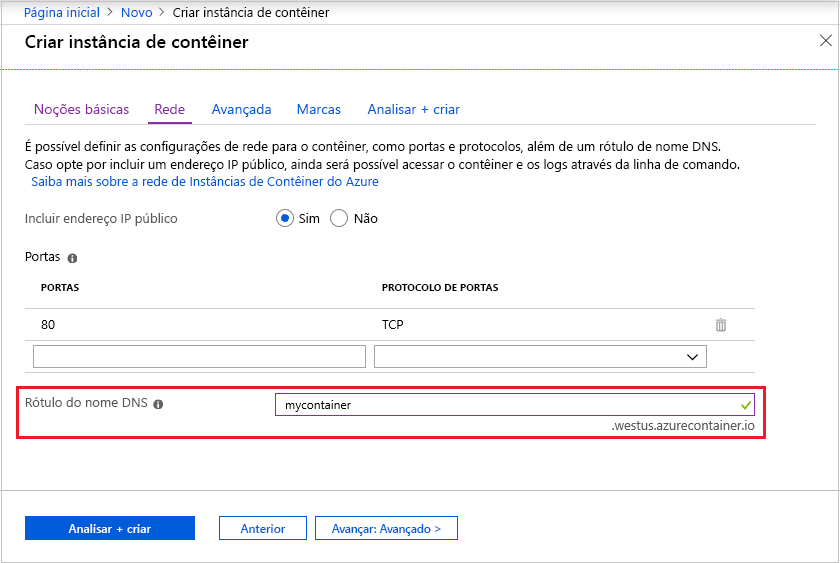 Página inicial > Novo > Criar instância de contêiner
Criar instância de contêiner
Noções básicas Rede Avançada Marcas Analisar + criar
É possível definir as configurações de rede para o contêiner, como portas e protocolos, além de um rótulo de nome DNS.
Caso opte por incluir um endereço IP público, ainda será possível acessar o contêiner e os logs através da linha de comando.
Saiba mais sobre a rede de Instâncias de Contêiner do Azure
Incluir endereço IP público Sim Não
Portas
PORTAS PROTOCOLO DE PORTAS
80 TCP
Rótulo do nome DNS mycontainer
.westus.azurecontainer.io
Analisar + criar Anterior Avançar: Avançado >